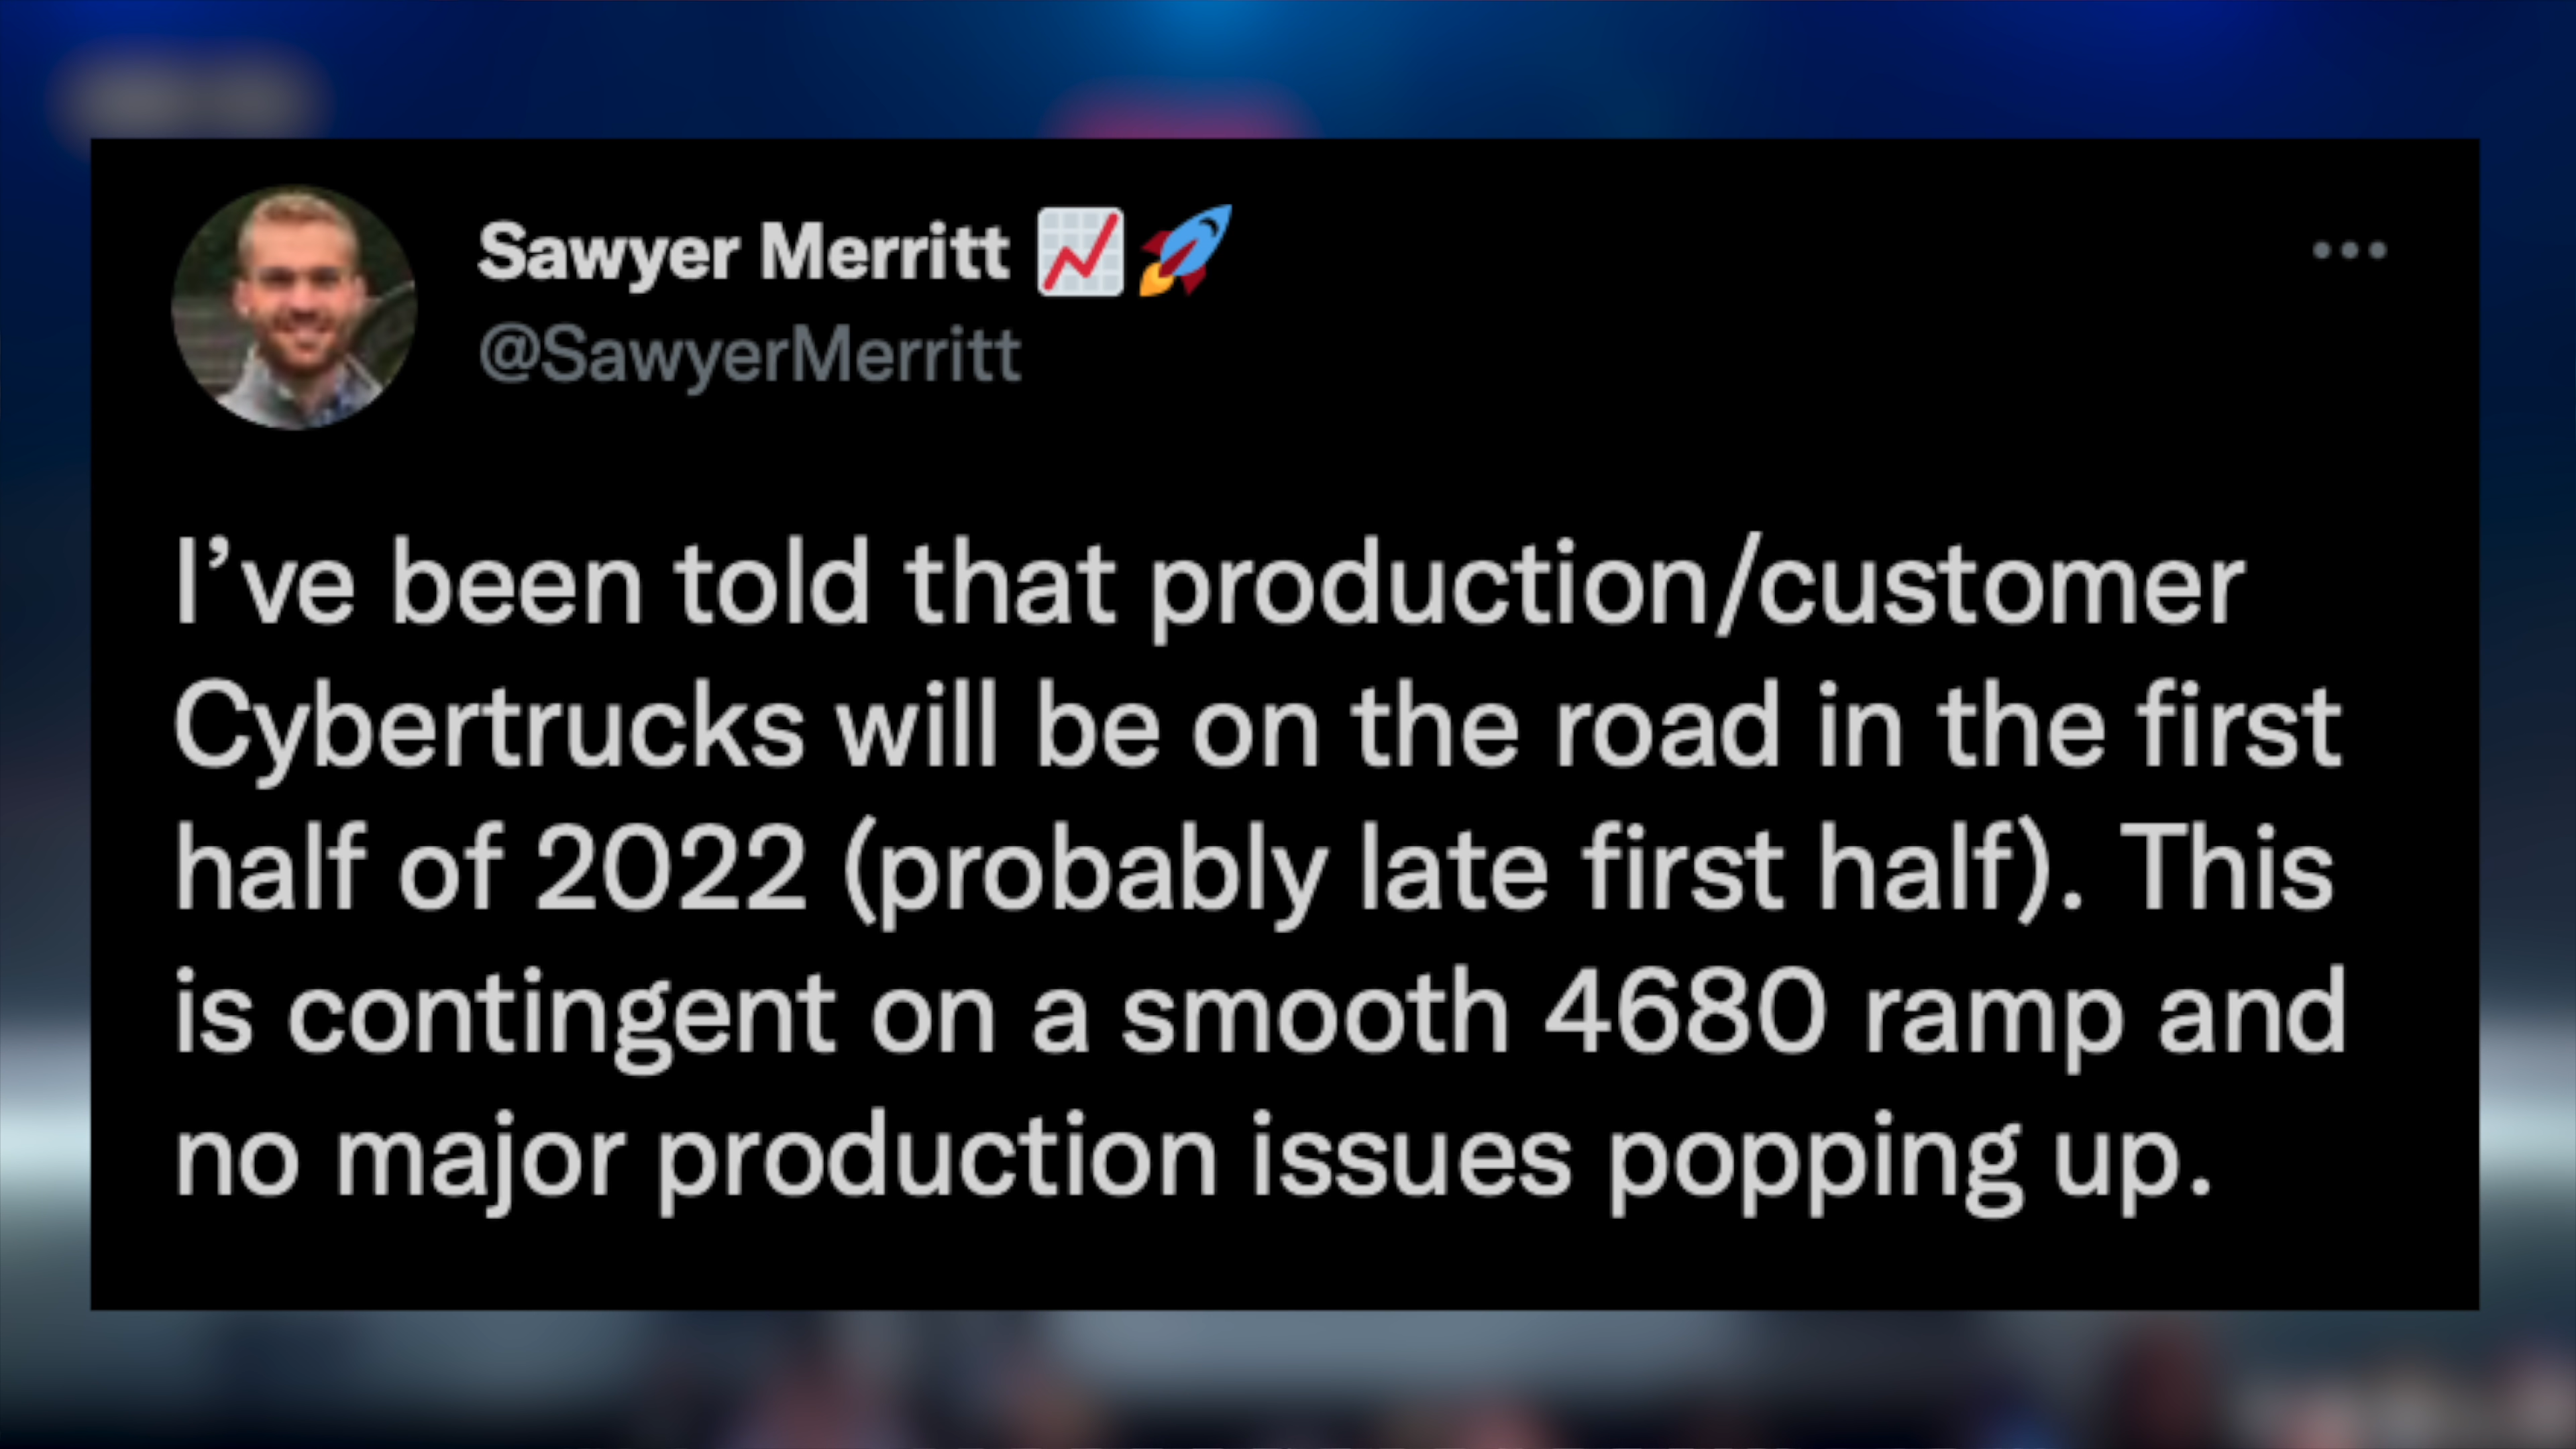 Sawyer Merritt 📈🚀
@SawyerMerritt
I’ve been told that production/customer
Cybertrucks will be on the road in the first
half of 2022 (probably late first half). This
is contingent on a smooth 4680 ramp and
no major production issues popping up.